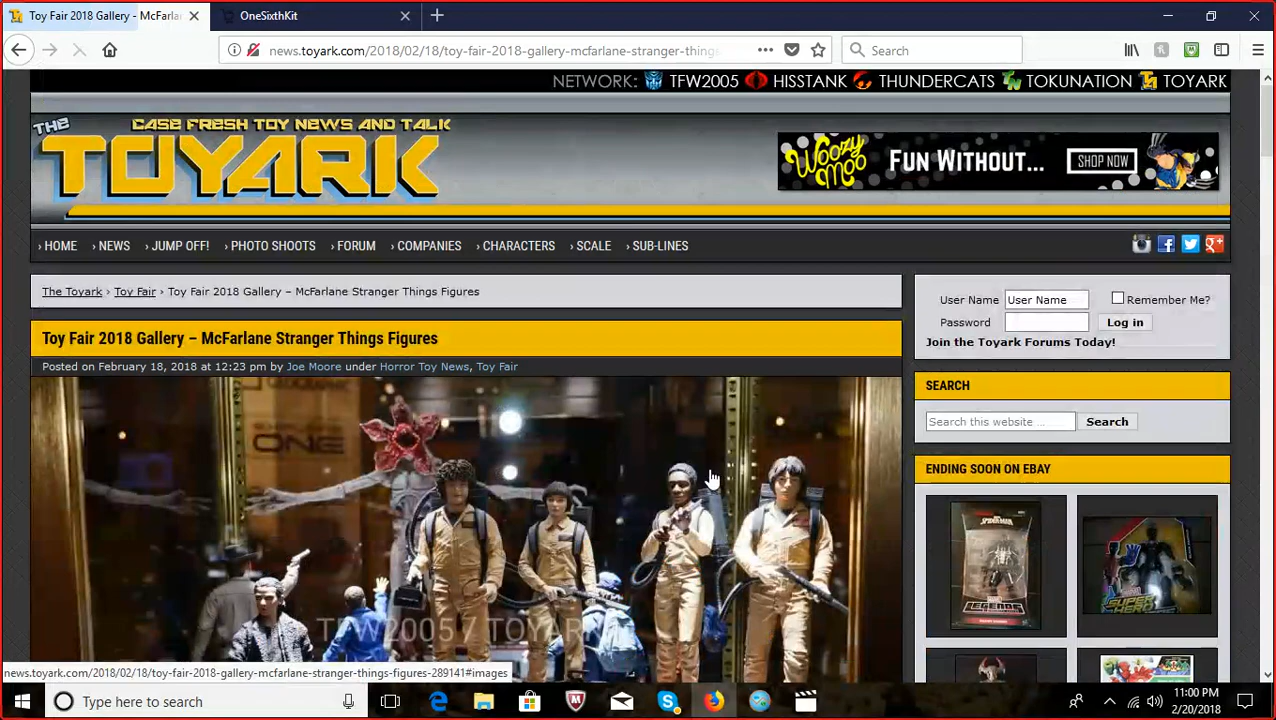 Toy Fair 2018 Gallery - McFarla
OneSixthKit
news.toyark.com/2018/02/18/toy-fair-2018-gallery-mcfarlane-stranger-things
Search
NETWORK: TFW2005 HISSTANK THUNDERCATS TOKUNATION TOYARK
CASE FRESH TOY NEWS AND TALK
THE TOYARK
Woozy Moo FUN WITHOUT... SHOP NOW
› HOME › NEWS › JUMP OFF! › PHOTO SHOOTS › FORUM › COMPANIES › CHARACTERS › SCALE › SUB-LINES
The Toyark › Toy Fair › Toy Fair 2018 Gallery – McFarlane Stranger Things Figures
User Name User Name Remember Me?
Password Log in
Join the Toyark Forums Today!
Toy Fair 2018 Gallery – McFarlane Stranger Things Figures
Posted on February 18, 2018 at 12:23 pm by Joe Moore under Horror Toy News, Toy Fair
SEARCH
Search this website ... Search
ENDING SOON ON EBAY
ONE
LEGENDS
SUPER HERO
TFW2005 / TOYARK
news.toyark.com/2018/02/18/toy-fair-2018-gallery-mcfarlane-stranger-things-figures-289141#images
Type here to search
11:00 PM
2/20/2018